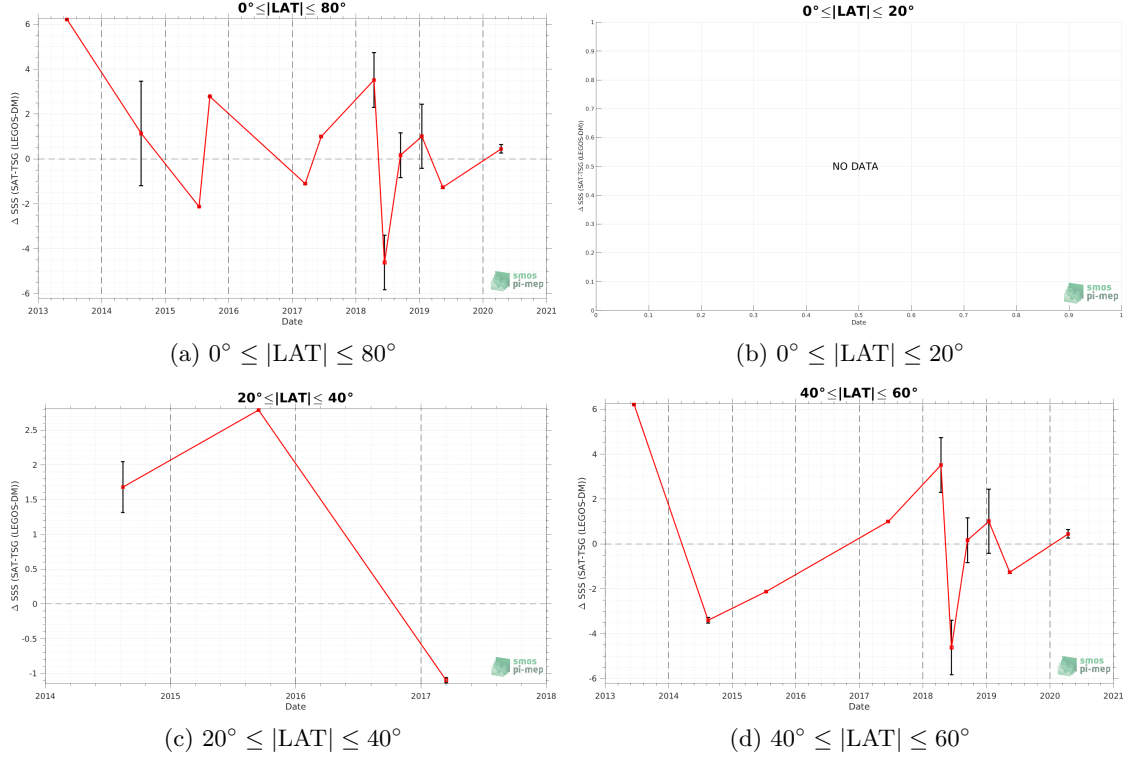 0°≤|LAT|≤ 80°
Δ SSS (SAT-TSG (LEGOS-DM))
6
4
2
0
-2
-4
-6
2013 2014 2015 2016 2017 2018 2019 2020 2021
Date
smos
pi-mep
(a) 0° ≤ |LAT| ≤ 80°
0°≤|LAT|≤ 20°
Δ SSS (SAT-TSG (LEGOS-DM))
1
0.9
0.8
0.7
0.6
0.5
0.4
0.3
0.2
0.1
0
NO DATA
0 0.1 0.2 0.3 0.4 0.5 0.6 0.7 0.8 0.9 1
Date
smos
pi-mep
(b) 0° ≤ |LAT| ≤ 20°
20°≤|LAT|≤ 40°
Δ SSS (SAT-TSG (LEGOS-DM))
2.5
2
1.5
1
0.5
0
-0.5
-1
2014 2015 2016 2017 2018
Date
smos
pi-mep
(c) 20° ≤ |LAT| ≤ 40°
40°≤|LAT|≤ 60°
Δ SSS (SAT-TSG (LEGOS-DM))
6
4
2
0
-2
-4
-6
2013 2014 2015 2016 2017 2018 2019 2020 2021
Date
smos
pi-mep
(d) 40° ≤ |LAT| ≤ 60°